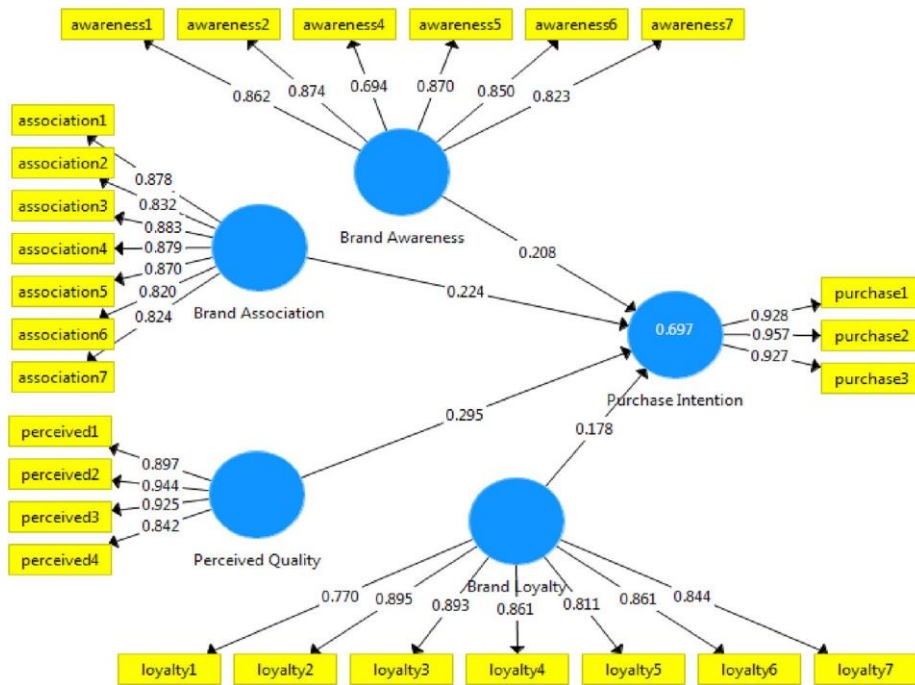 awareness1
awareness2
awareness4
awareness5
awareness6
awareness7
0.862
0.874
0.694
0.870
0.850
0.823
Brand Awareness
association1
association2
association3
association4
association5
association6
association7
0.878
0.832
0.883
0.879
0.870
0.820
0.824
Brand Association
0.208
0.224
0.295
0.178
0.697
Purchase Intention
0.928
0.957
0.927
purchase1
purchase2
purchase3
perceived1
perceived2
perceived3
perceived4
0.897
0.944
0.925
0.842
Perceived Quality
Brand Loyalty
0.770
0.895
0.893
0.861
0.811
0.861
0.844
loyalty1
loyalty2
loyalty3
loyalty4
loyalty5
loyalty6
loyalty7